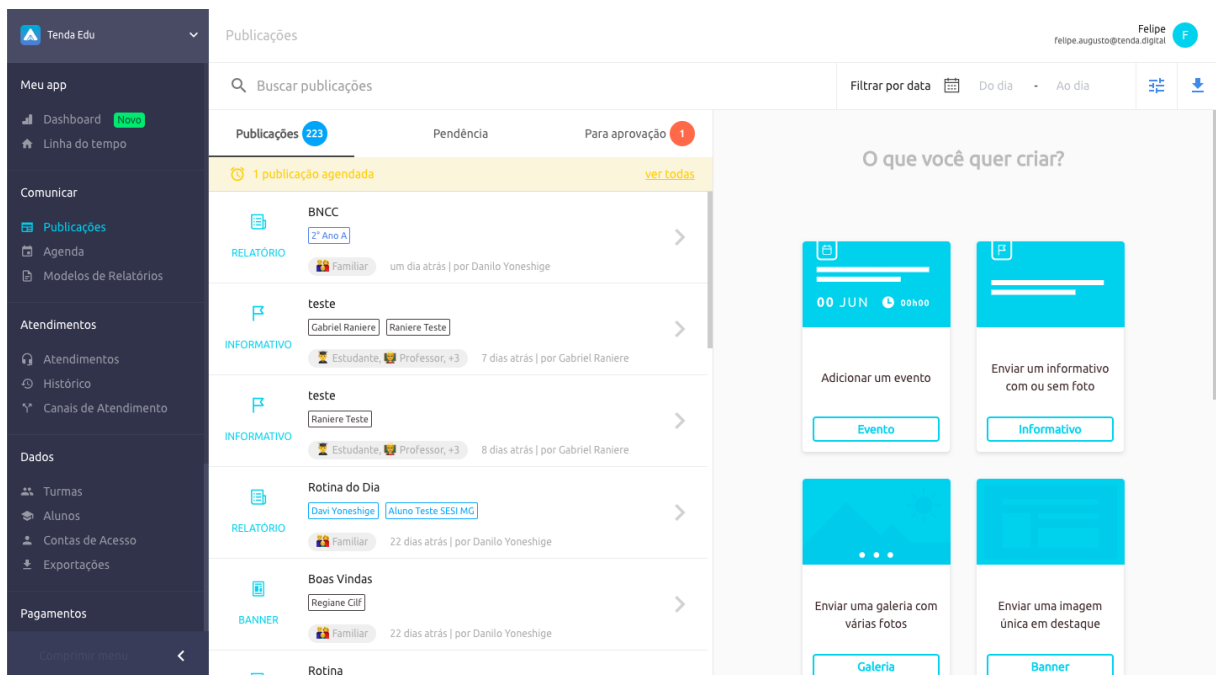 Tenda Edu
Meu app
Dashboard Novo
Linha do tempo
Comunicar
Publicações
Agenda
Modelos de Relatórios
Atendimentos
Atendimentos
Histórico
Canais de Atendimento
Dados
Turmas
Alunos
Contas de Acesso
Exportações
Pagamentos
Comprimir menu
Publicações
Felipe
felipe.augusto@tenda.digital
F
Buscar publicações
Filtrar por data Do dia - Ao dia
Publicações 223 Pendência Para aprovação 1
1 publicação agendada ver todas
BNCC
2° Ano A
RELATÓRIO
Familiar um dia atrás | por Danilo Yoneshige
teste
Gabriel Raniere Raniere Teste
INFORMATIVO
Estudante, Professor, +3 7 dias atrás | por Gabriel Raniere
teste
Raniere Teste
INFORMATIVO
Estudante, Professor, +3 8 dias atrás | por Gabriel Raniere
Rotina do Dia
Davi Yoneshige Aluno Teste SESI MG
RELATÓRIO
Familiar 22 dias atrás | por Danilo Yoneshige
Boas Vindas
Regiane Cilf
BANNER
Familiar 22 dias atrás | por Danilo Yoneshige
Rotina
O que você quer criar?
00 JUN 00h00
Adicionar um evento
Evento
Enviar um informativo
com ou sem foto
Informativo
Enviar uma galeria com
várias fotos
Galeria
Enviar uma imagem
única em destaque
Banner